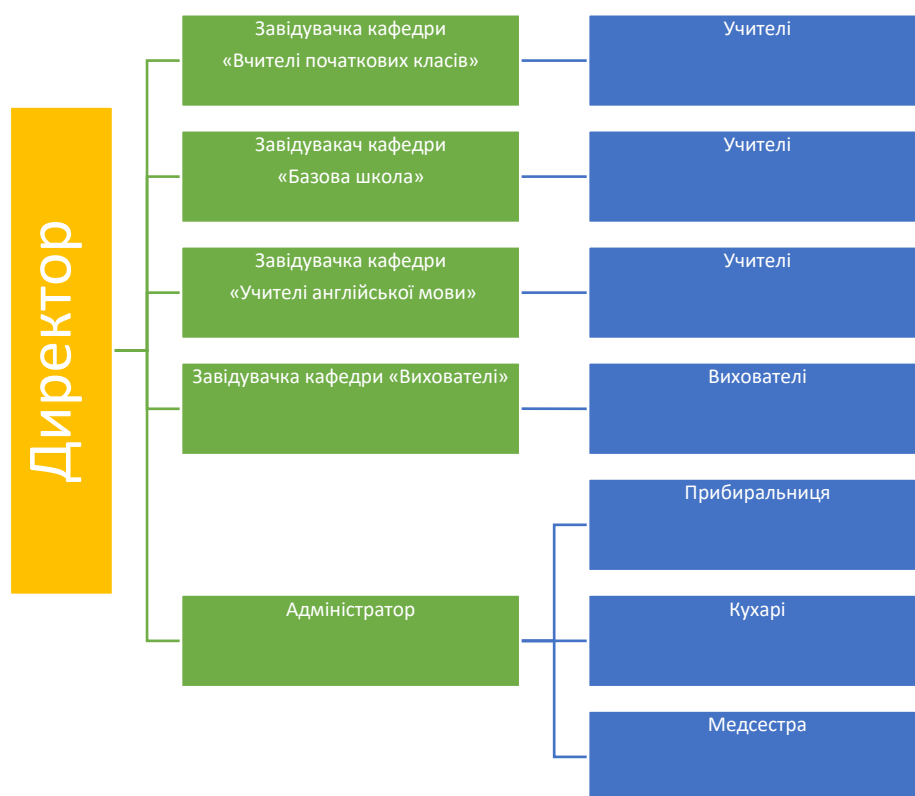 Директор
Завідувачка кафедри
«Вчителі початкових класів»
Учителі
Завідувакач кафедри
«Базова школа»
Учителі
Завідувачка кафедри
«Учителі англійської мови»
Учителі
Завідувачка кафедри «Вихователі»
Вихователі
Адміністратор
Прибиральниця
Кухарі
Медсестра